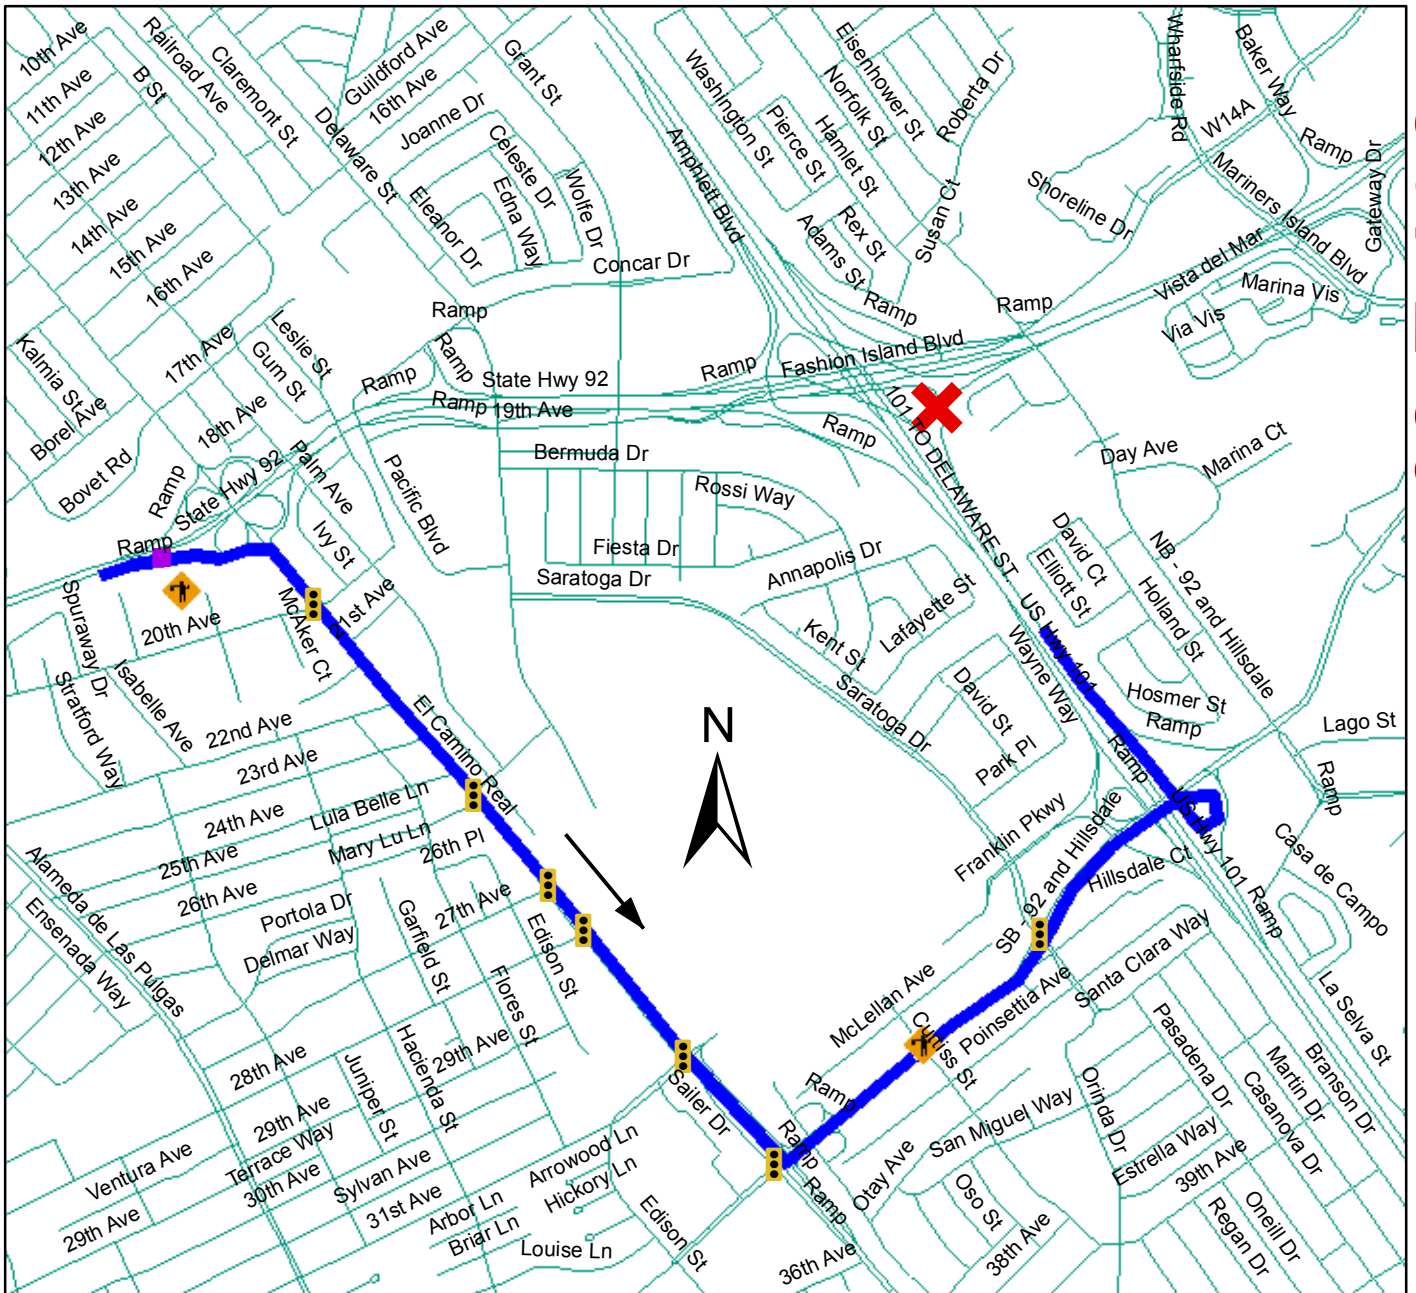 10th Ave
11th Ave
12th Ave
13th Ave
14th Ave
15th Ave
16th Ave
Railroad Ave
B St
Claremont St
Delaware St
Guildford Ave
16th Ave
Grant St
Joanne Dr
Celeste Dr
Edna Way
Eleanor Dr
Wolfe Dr
Concar Dr
Amphlett Blvd
Washington St
Pierce St
Hamlet St
Norfolk St
Eisenhower St
Roberta Dr
Adams St
Rex St
Susan Ct
Shoreline Dr
Wharfside Rd
Baker Way
W14A
Ramp
Mariners Island Blvd
Gateway Dr
Vista del Mar
Marina Vis
Via Vis
Ramp
Ramp
Fashion Island Blvd
Ramp
Ramp
Ramp
State Hwy 92
Ramp
19th Ave
Ramp
Ramp
Kalmia St
Borel Ave
17th Ave
Leslie St
Gum St
18th Ave
Bovet Rd
Ramp
State Hwy 92
Palm Ave
Ivy St
Pacific Blvd
Bermuda Dr
Rossi Way
Fiesta Dr
Saratoga Dr
Annapolis Dr
Lafayette St
Kent St
Saratoga Dr
101 TO DELAWARE ST
Day Ave
Marina Ct
David Ct
Elliott St
Holland St
NB - 92 and Hillsdale
US Hwy 101
Wayne Way
Hosmer St
Ramp
Lago St
Ramp
Ramp
David St
Park Pl
Franklin Pkwy
SB 92 and Hillsdale
Hillsdale Ct
US Hwy 101
Ramp
Casa de Campo
Ramp
Spuraway Dr
20th Ave
McAker Ct
21st Ave
Stratford Way
Isabelle Ave
22nd Ave
23rd Ave
El Camino Real
24th Ave
Lula Belle Ln
25th Ave
Mary Lu Ln
26th Pl
26th Ave
Alameda de Las Pulgas
Ensenada Way
Portola Dr
Delmar Way
Garfield St
27th Ave
Edison St
Flores St
28th Ave
29th Ave
Hacienda St
Juniper St
29th Ave
Terrace Way
30th Ave
Sylvan Ave
31st Ave
Ventura Ave
29th Ave
Arbor Ln
Briar Ln
Arrowood Ln
Hickory Ln
Louise Ln
Sailer Dr
Edison St
Ramp
Ramp
Ramp
36th Ave
McLellan Ave
Curtiss St
Poinsettia Ave
Santa Clara Way
Otay Ave
San Miguel Way
Oso St
38th Ave
Orinda Dr
Pasadena Dr
Estrella Way
39th Ave
Casanova Dr
Martin Dr
Branson Dr
La Selva St
Regan Dr
Oneill Dr
N